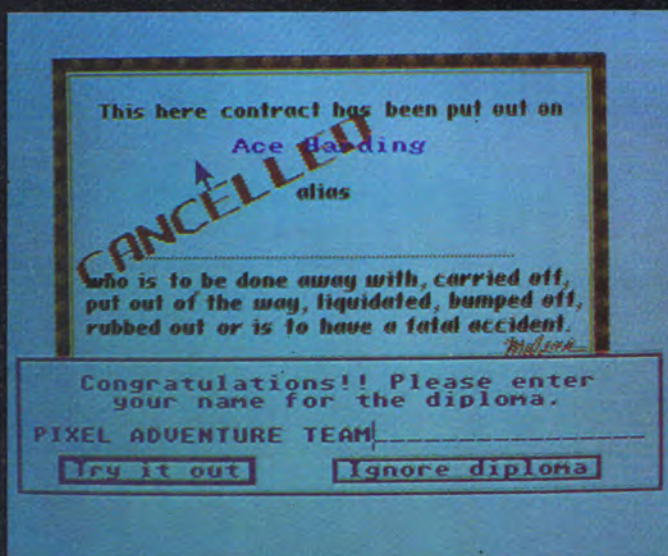 This here contract has been put out on
Ace Harding
CANCELLED
alias
who is to be done away with, carried off,
put out of the way, liquidated, bumped off,
rubbed out or is to have a fatal accident.
Congratulations!! Please enter
your name for the diploma.
PIXEL ADVENTURE TEAM
Try it out
Ignore diploma